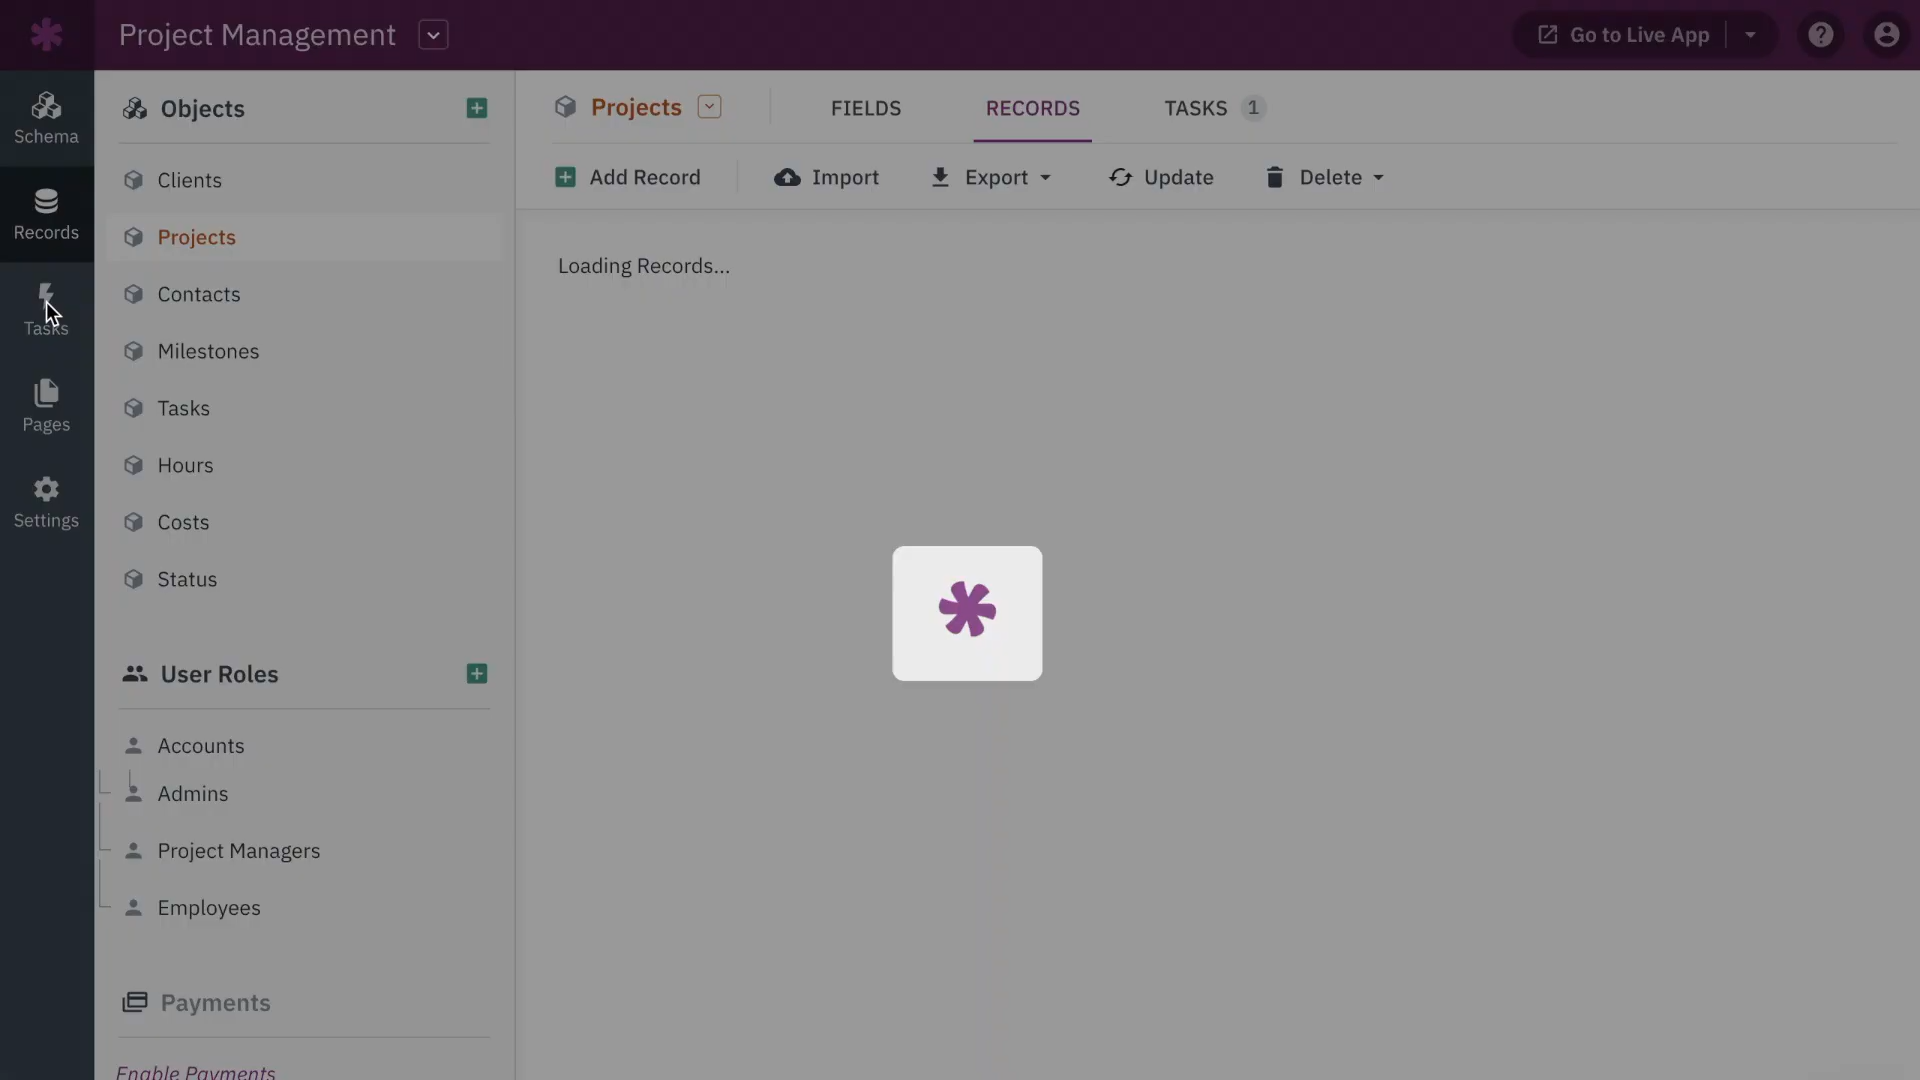 Project Management
Go to Live App
Schema
Records
Tasks
Pages
Settings
Objects
Clients
Projects
Contacts
Milestones
Tasks
Hours
Costs
Status
User Roles
Accounts
Admins
Project Managers
Employees
Payments
Enable Payments
Projects
FIELDS
RECORDS
TASKS 1
Add Record
Import
Export
Update
Delete
Loading Records...